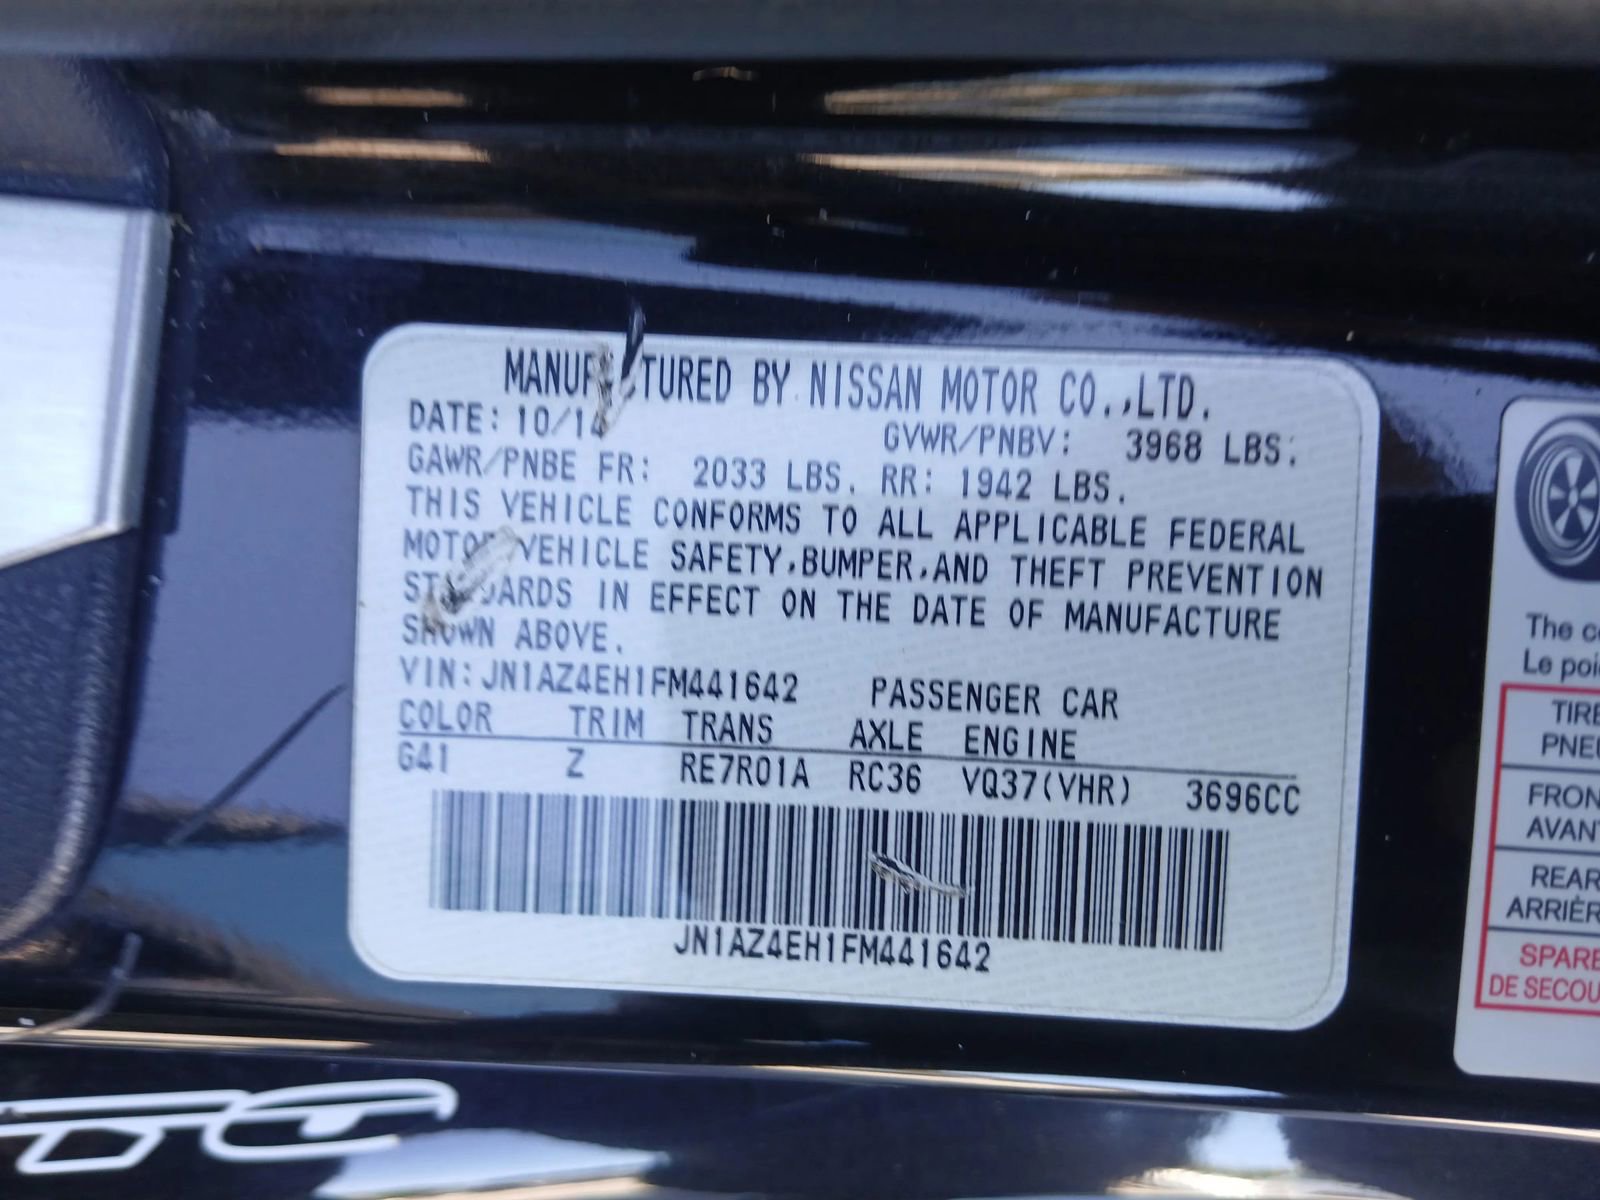 MANUFACTURED BY NISSAN MOTOR CO.,LTD.
DATE: 10/14 GVWR/PNBV: 3968 LBS.
GAWR/PNBE FR: 2033 LBS. RR: 1942 LBS.
THIS VEHICLE CONFORMS TO ALL APPLICABLE FEDERAL
MOTOR VEHICLE SAFETY,BUMPER,AND THEFT PREVENTION
STANDARDS IN EFFECT ON THE DATE OF MANUFACTURE
SHOWN ABOVE.
VIN:JN1AZ4EH1FM441642 PASSENGER CAR
COLOR TRIM TRANS AXLE ENGINE
G41 Z RE7R01A RC36 VQ37(VHR) 3696CC
JN1AZ4EH1FM441642
The
Le
TIRE
PNEU
FRON
AVANT
REAR
ARRIÈR
SPARE
DE SECOU